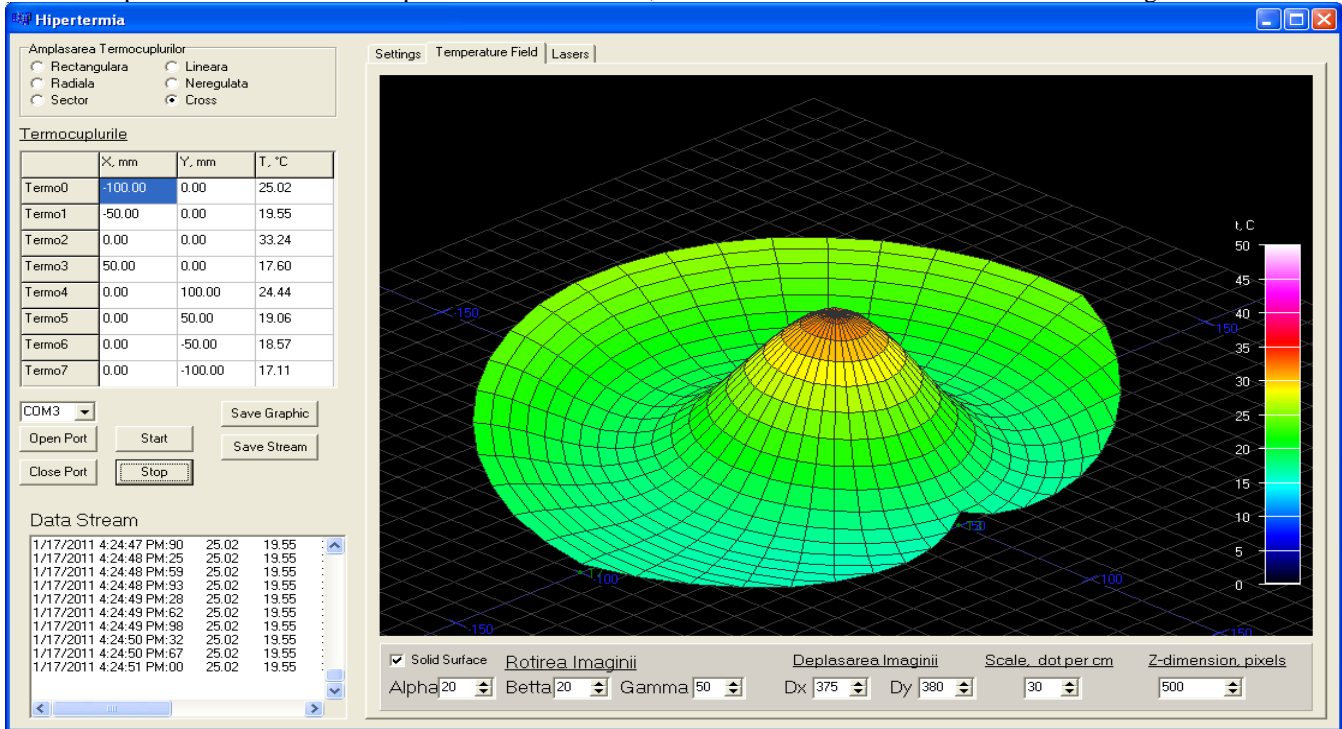 Hipertermia
Amplasarea Termocuplurilor
Rectangulara Lineara
Radiala Neregulata
Sector Cross
Termocuplurile
X, mm Y, mm T, °C
Termo0 -100.00 0.00 25.02
Termo1 -50.00 0.00 19.55
Termo2 0.00 0.00 33.24
Termo3 50.00 0.00 17.60
Termo4 0.00 100.00 24.44
Termo5 0.00 50.00 19.06
Termo6 0.00 -50.00 18.57
Termo7 0.00 -100.00 17.11
COM3
Save Graphic
Open Port Start
Save Stream
Close Port Stop
Data Stream
1/17/2011 4:24:47 PM:90 25.02 19.55
1/17/2011 4:24:48 PM:25 25.02 19.55
1/17/2011 4:24:48 PM:59 25.02 19.55
1/17/2011 4:24:48 PM:93 25.02 19.55
1/17/2011 4:24:49 PM:28 25.02 19.55
1/17/2011 4:24:49 PM:62 25.02 19.55
1/17/2011 4:24:49 PM:98 25.02 19.55
1/17/2011 4:24:50 PM:32 25.02 19.55
1/17/2011 4:24:50 PM:67 25.02 19.55
1/17/2011 4:24:51 PM:00 25.02 19.55
Settings Temperature Field Lasers
t, C
50
45
40
35
30
25
20
15
10
5
0
-150
-150
100
-100
-150
-150
Solid Surface Rotirea Imaginii Deplasarea Imaginii Scale, dot per cm Z-dimension, pixels
Alpha 20 Betta 20 Gamma 50 Dx 375 Dy 380 30 500